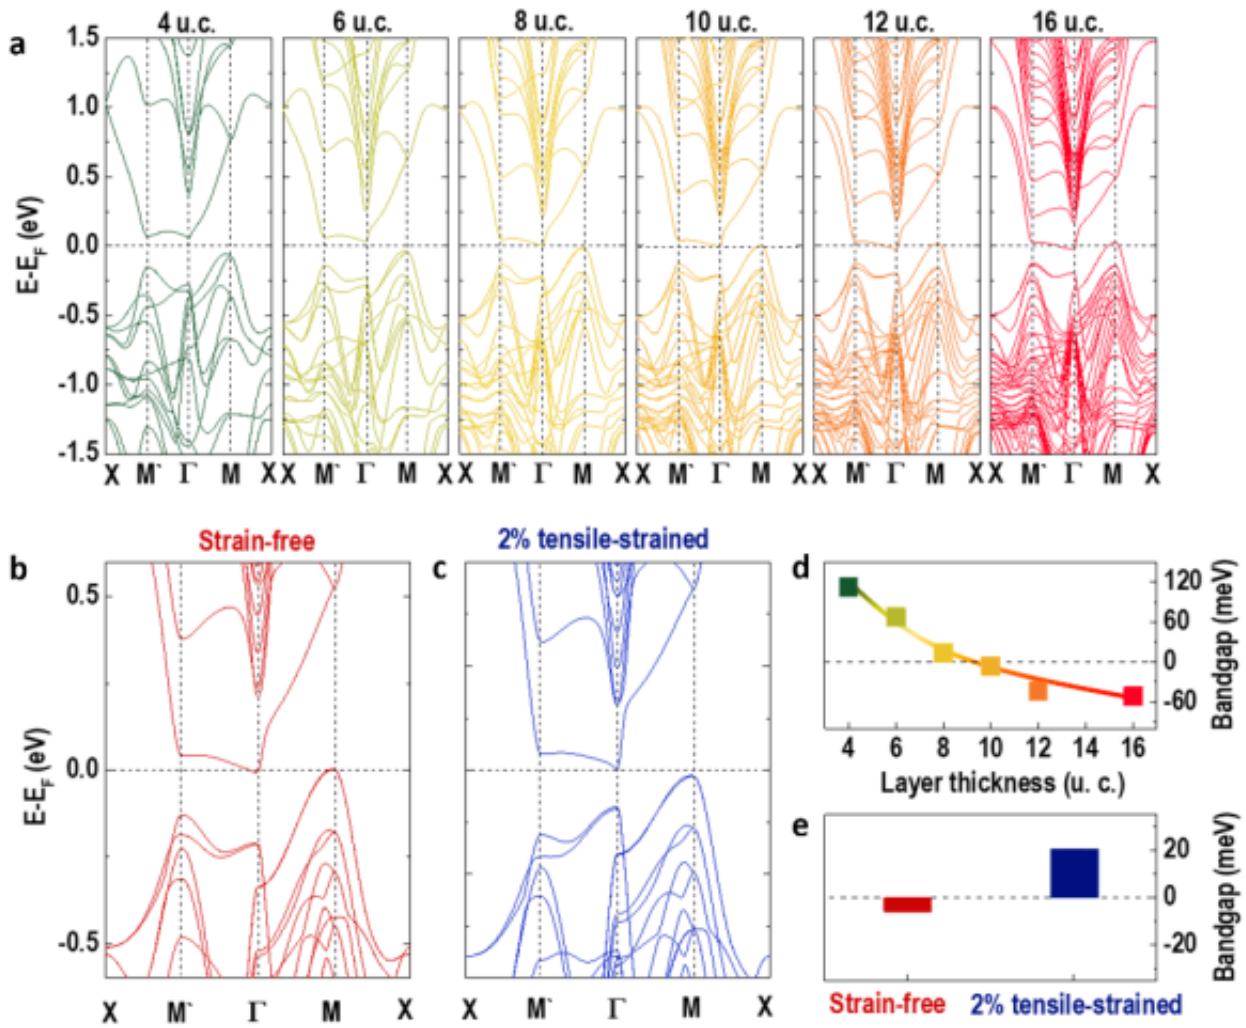 a
4 u.c.
6 u.c.
8 u.c.
10 u.c.
12 u.c.
16 u.c.
E-E_F (eV)
1.5
1.0
0.5
0.0
-0.5
-1.0
-1.5
X M` Γ M X
X M` Γ M X
X M` Γ M X
X M` Γ M X
X M` Γ M X
X M` Γ M X
b
Strain-free
E-E_F (eV)
0.5
0.0
-0.5
X M` Γ M X
c
2% tensile-strained
X M` Γ M X
d
120
60
0
-60
Bandgap (meV)
4 6 8 10 12 14 16
Layer thickness (u. c.)
e
20
0
-20
Bandgap (meV)
Strain-free
2% tensile-strained